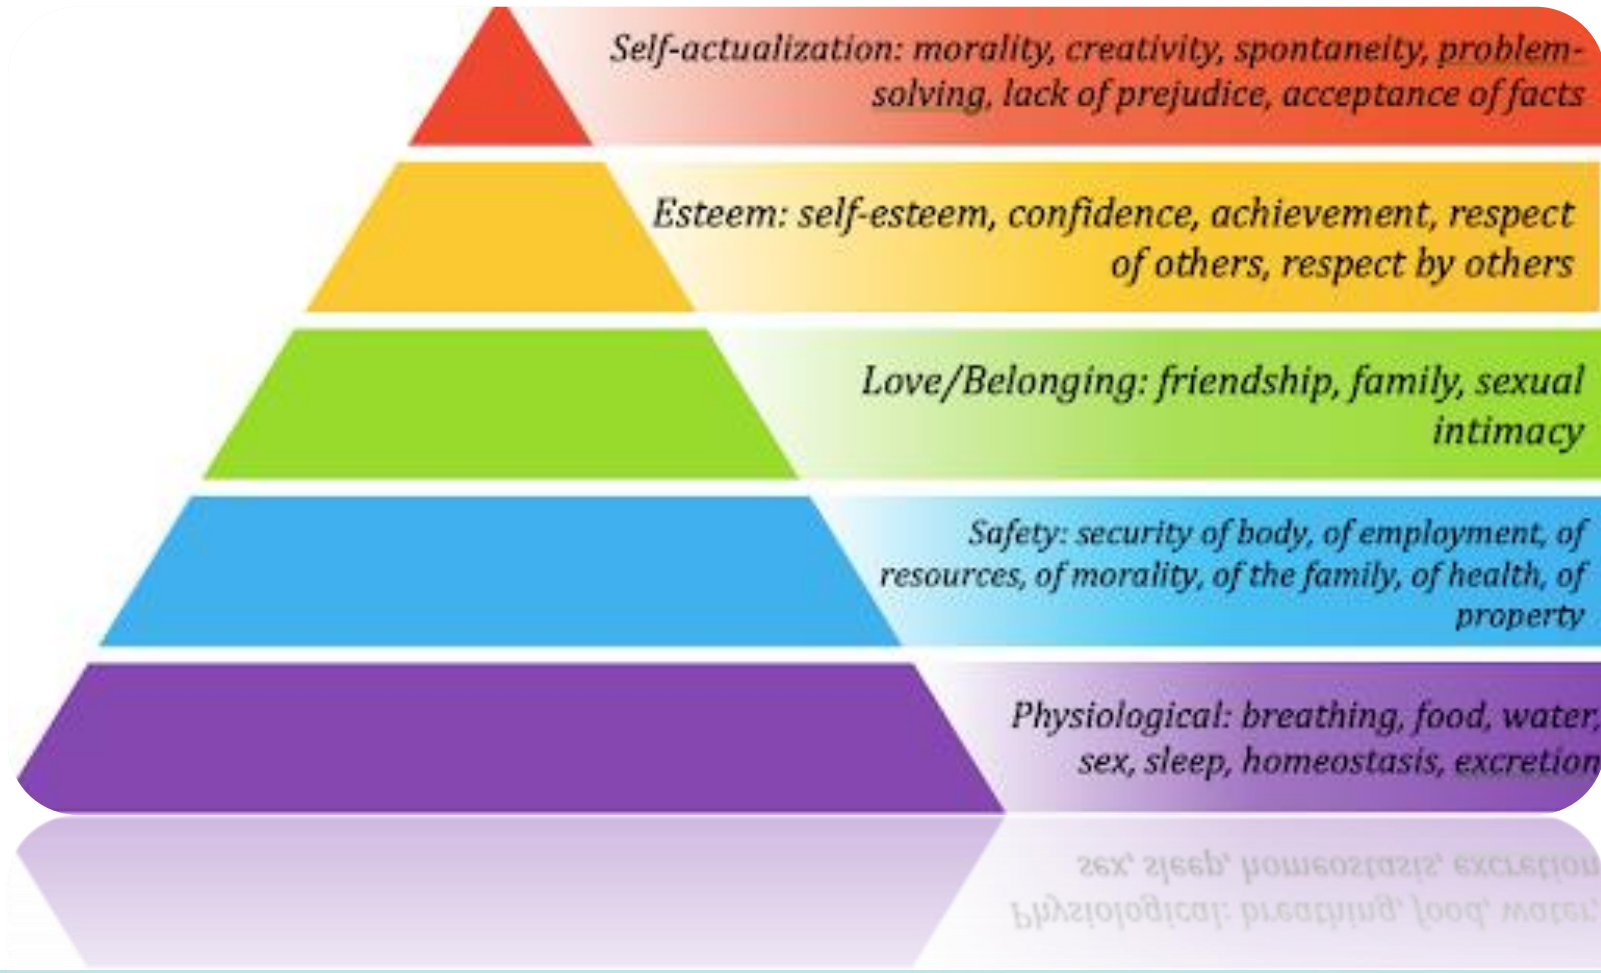 Self-actualization: morality, creativity, spontaneity, problem-
solving, lack of prejudice, acceptance of facts
Esteem: self-esteem, confidence, achievement, respect
of others, respect by others
Love/Belonging: friendship, family, sexual
intimacy
Safety: security of body, of employment, of
resources, of morality, of the family, of health, of
property
Physiological: breathing, food, water,
sex, sleep, homeostasis, excretion